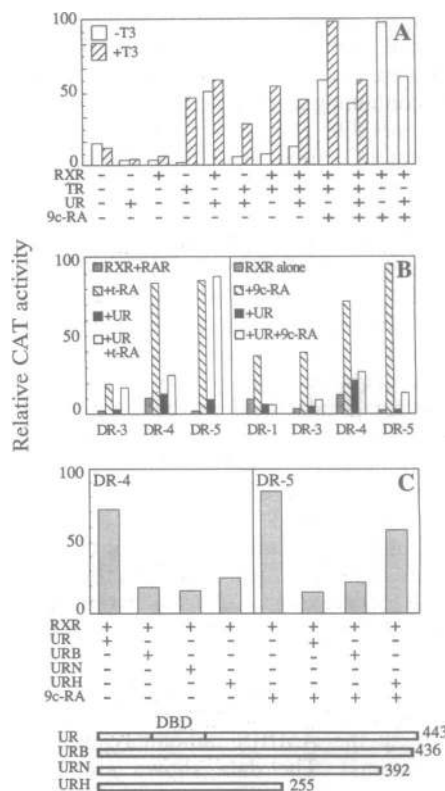 Relative CAT activity
100
50
0
-T3
+T3
A
RXR - - + - + - + + + + + +
TR - - - + - + + + + + - -
UR - + - - + + - + - + - +
9c-RA - - - - - - - - + + + +
100
50
0
RXR+RAR
+t-RA
+UR
+UR
+t-RA
RXR alone
+9c-RA
+UR
+UR+9c-RA
B
DR-3 DR-4 DR-5 DR-1 DR-3 DR-4 DR-5
100
50
0
DR-4
DR-5
C
RXR + + + + + + + +
UR + - - - - + - -
URB - + - - - - + -
URN - - + - - - - -
URH - - - + - - - +
9c-RA - - - - + + + +
DBD
UR 443
URB 436
URN 392
URH 255